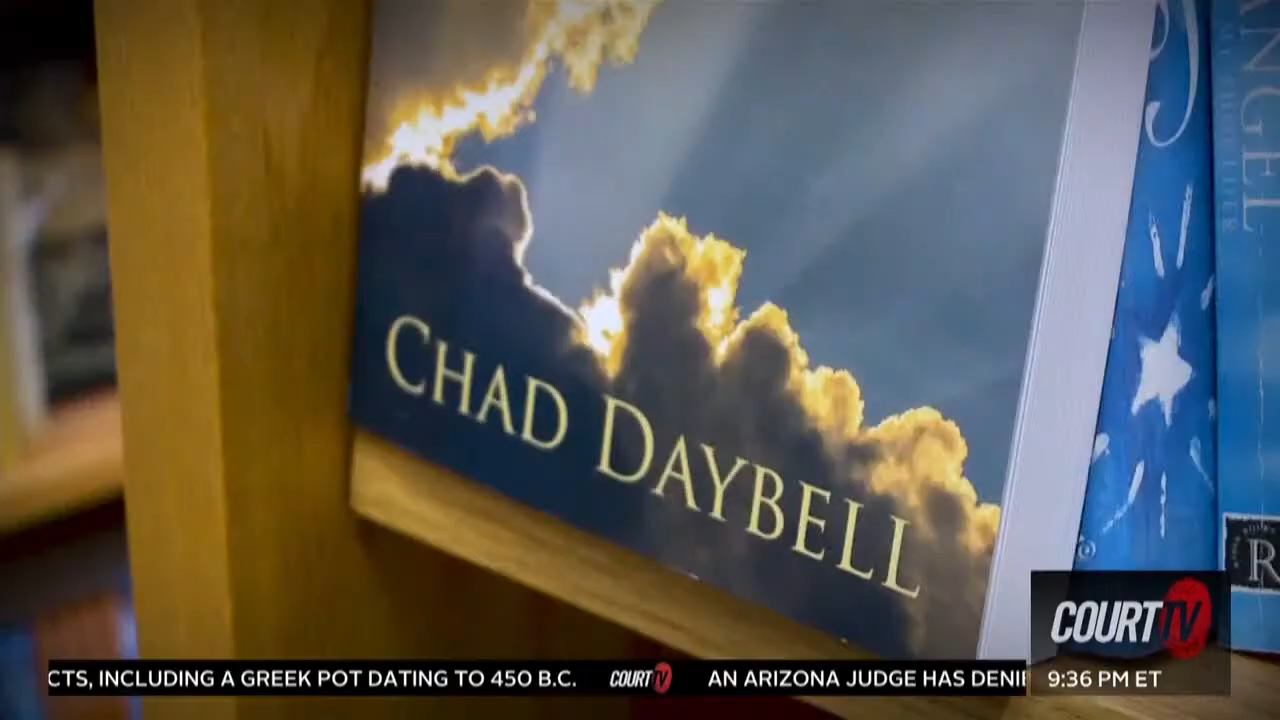 CHAD DAYBELL
NGEL
R
COURT TV
9:36 PM ET
CTS, INCLUDING A GREEK POT DATING TO 450 B.C. COURT TV AN ARIZONA JUDGE HAS DENI